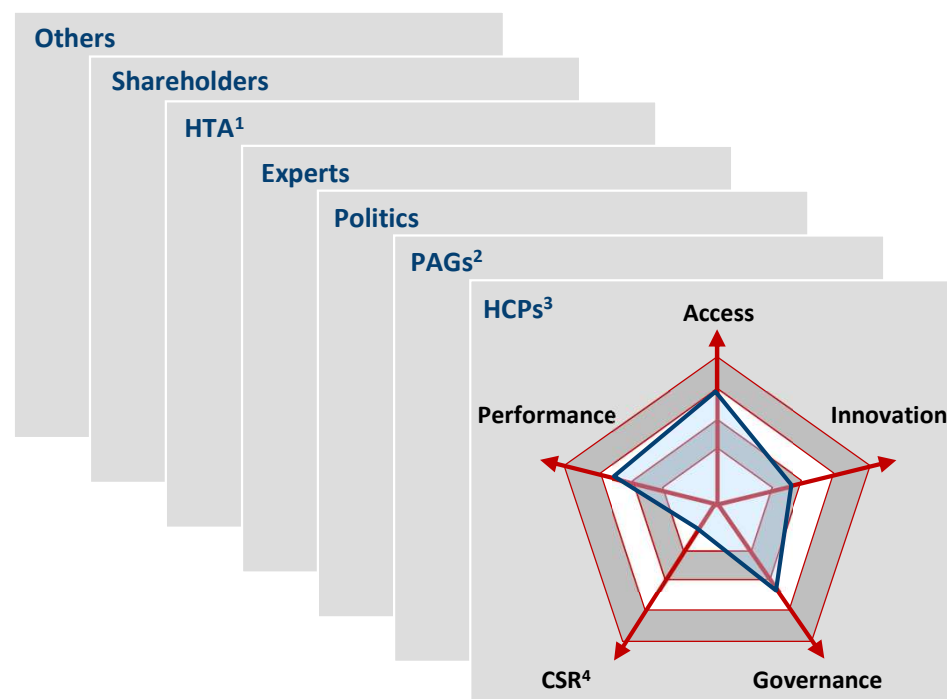 Others
Shareholders
HTA¹
Experts
Politics
PAGs²
HCPs³
Access
Performance
Innovation
CSR⁴
Governance